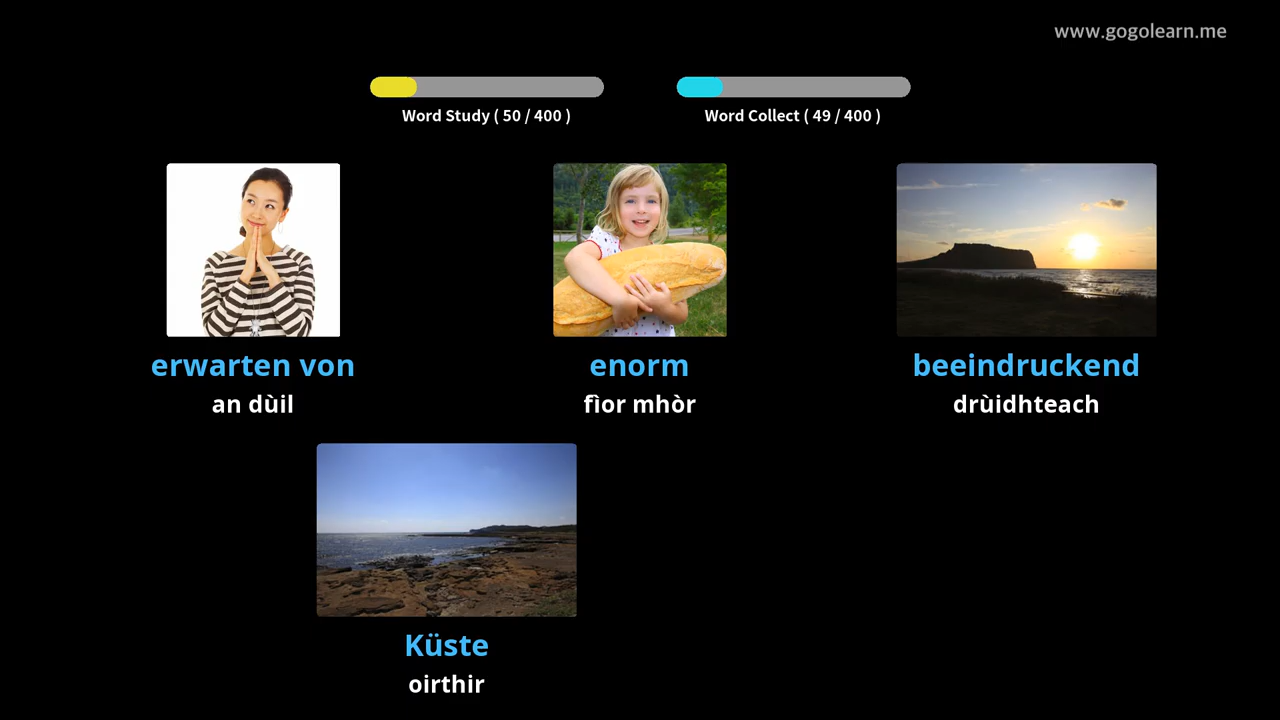 www.gogolearn.me
Word Study ( 50 / 400 )
Word Collect ( 49 / 400 )
erwarten von
an dùil
enorm
fìor mhòr
beeindruckend
drùidhteach
Küste
oirthir